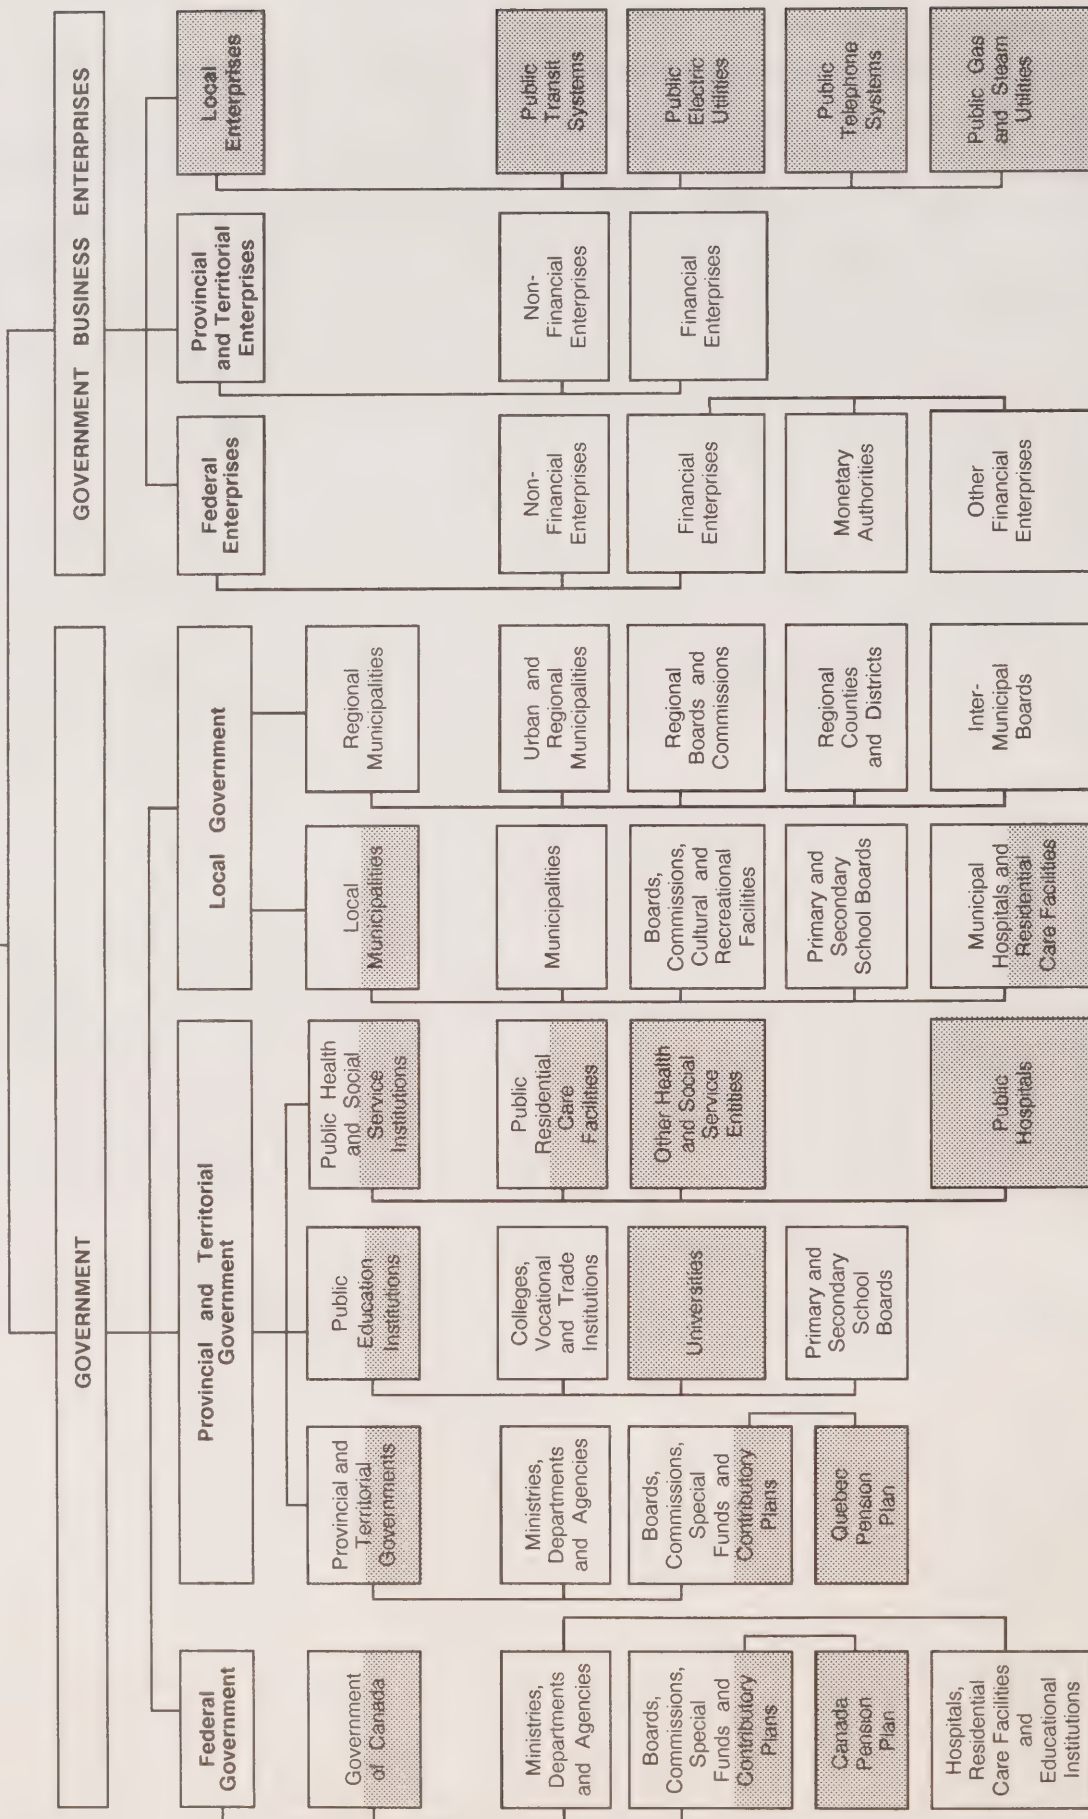 GOVERNMENT
GOVERNMENT BUSINESS ENTERPRISES
Federal
Government
Provincial and Territorial
Government
Local Government
Federal
Enterprises
Provincial
and Territorial
Enterprises
Local
Enterprises
Government
of Canada
Provincial and
Territorial
Governments
Public
Education
Institutions
Public Health
and Social
Service
Institutions
Local
Municipalities
Regional
Municipalities
Ministries,
Departments
and Agencies
Ministries,
Departments
and Agencies
Colleges,
Vocational
and Trade
Institutions
Public
Residential
Care
Facilities
Municipalities
Urban and
Regional
Municipalities
Non-
Financial
Enterprises
Non-
Financial
Enterprises
Public
Transit
Systems
Boards,
Commissions,
Special
Funds and
Contributory
Plans
Boards,
Commissions,
Special
Funds and
Contributory
Plans
Universities
Other Health
and Social
Service
Entities
Boards,
Commissions,
Cultural and
Recreational
Facilities
Regional
Boards and
Commissions
Financial
Enterprises
Financial
Enterprises
Public
Electric
Utilities
Canada
Pension
Plan
Quebec
Pension
Plan
Primary and
Secondary
School
Boards
Primary and
Secondary
School Boards
Regional
Counties
and Districts
Monetary
Authorities
Public
Telephone
Systems
Hospitals,
Residential
Care Facilities
and
Educational
Institutions
Public
Hospitals
Municipal
Hospitals and
Residential
Care Facilities
Inter-
Municipal
Boards
Other
Financial
Enterprises
Public Gas
and Steam
Utilities